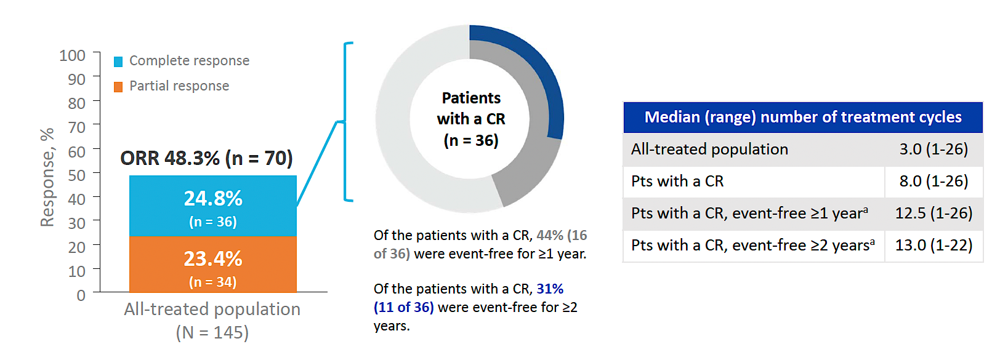 100
90
80
70
60
50
40
30
20
10
0
Response, %
Complete response
Partial response
ORR 48.3% (n = 70)
24.8%
(n = 36)
23.4%
(n = 34)
All-treated population
(N = 145)
Patients
with a CR
(n = 36)
Of the patients with a CR, 44% (16
of 36) were event-free for ≥1 year.
Of the patients with a CR, 31%
(11 of 36) were event-free for ≥2
years.
Median (range) number of treatment cycles
All-treated population 3.0 (1-26)
Pts with a CR 8.0 (1-26)
Pts with a CR, event-free ≥1 yearᵃ 12.5 (1-26)
Pts with a CR, event-free ≥2 yearsᵃ 13.0 (1-22)